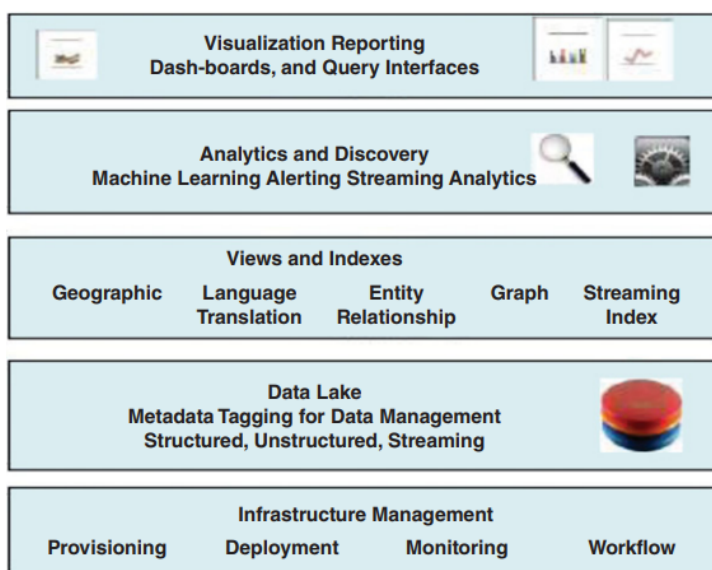 Visualization Reporting
Dash-boards, and Query Interfaces
Analytics and Discovery
Machine Learning Alerting Streaming Analytics
Views and Indexes
Geographic Language Entity Graph Streaming
Translation Relationship Index
Data Lake
Metadata Tagging for Data Management
Structured, Unstructured, Streaming
Infrastructure Management
Provisioning Deployment Monitoring Workflow